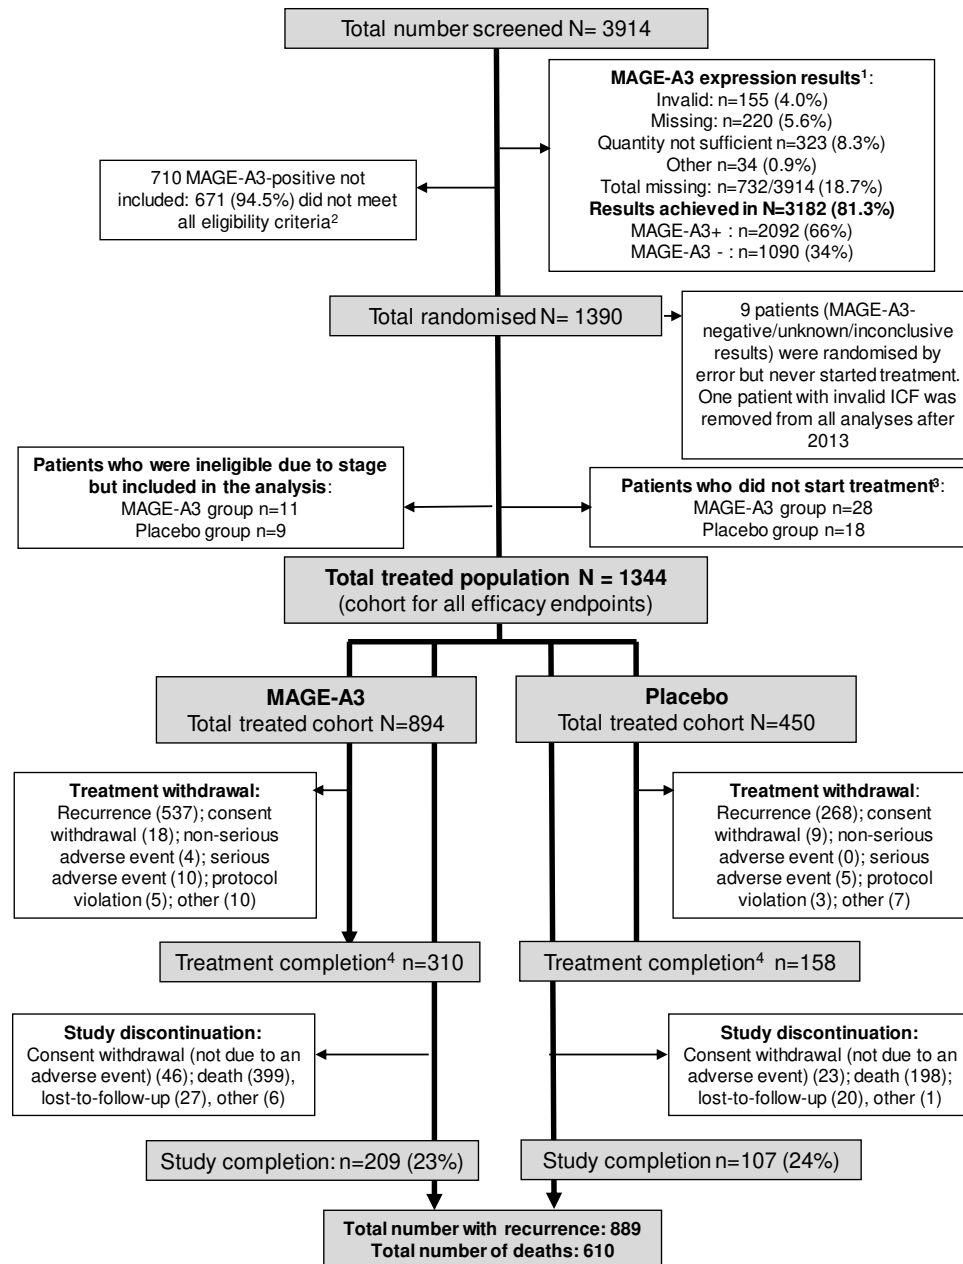 Total number screened N= 3914
MAGE-A3 expression results¹:
Invalid: n=155 (4.0%)
Missing: n=220 (5.6%)
Quantity not sufficient n=323 (8.3%)
Other n=34 (0.9%)
Total missing: n=732/3914 (18.7%)
Results achieved in N=3182 (81.3%)
MAGE-A3+ : n=2092 (66%)
MAGE-A3 - : n=1090 (34%)
710 MAGE-A3-positive not
included: 671 (94.5%) did not meet
all eligibility criteria²
Total randomised N= 1390
9 patients (MAGE-A3-
negative/unknown/inconclusive
results) were randomised by
error but never started treatment.
One patient with invalid ICF was
removed from all analyses after
2013
Patients who were ineligible due to stage
but included in the analysis:
MAGE-A3 group n=11
Placebo group n=9
Patients who did not start treatment³:
MAGE-A3 group n=28
Placebo group n=18
Total treated population N = 1344
(cohort for all efficacy endpoints)
MAGE-A3
Total treated cohort N=894
Placebo
Total treated cohort N=450
Treatment withdrawal:
Recurrence (537); consent
withdrawal (18); non-serious
adverse event (4); serious
adverse event (10); protocol
violation (5); other (10)
Treatment withdrawal:
Recurrence (268); consent
withdrawal (9); non-serious
adverse event (0); serious
adverse event (5); protocol
violation (3); other (7)
Treatment completion⁴ n=310
Treatment completion⁴ n=158
Study discontinuation:
Consent withdrawal (not due to an
adverse event) (46); death (399),
lost-to-follow-up (27), other (6)
Study discontinuation:
Consent withdrawal (not due to an
adverse event) (23); death (198);
lost-to-follow-up (20), other (1)
Study completion: n=209 (23%)
Study completion n=107 (24%)
Total number with recurrence: 889
Total number of deaths: 610